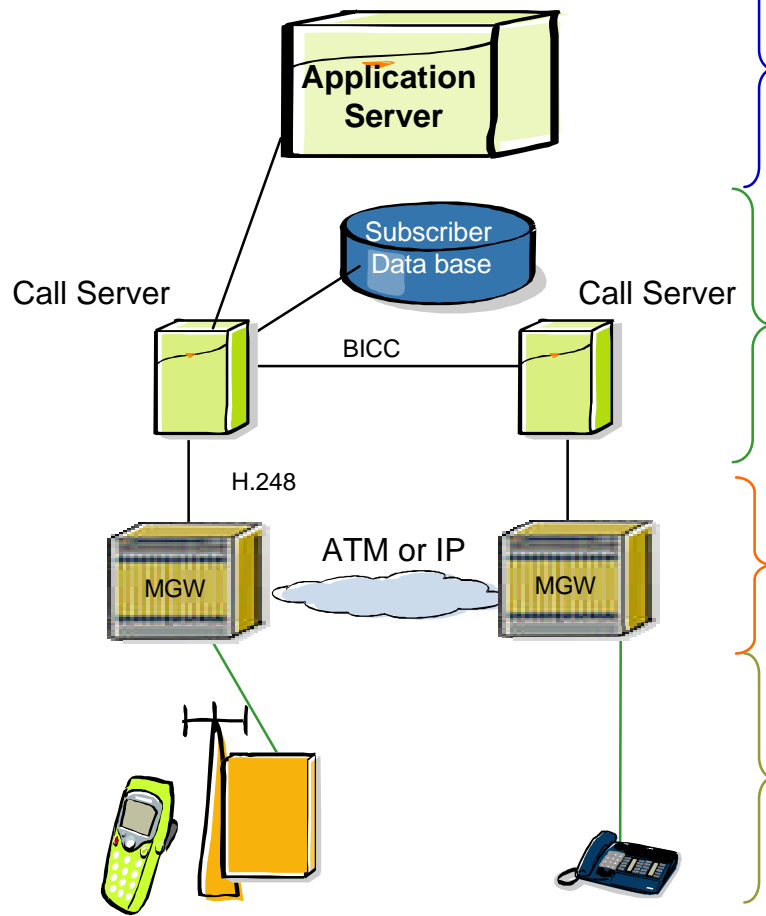 Application
Server
Subscriber
Data base
Call Server
Call Server
BICC
H.248
ATM or IP
MGW
MGW